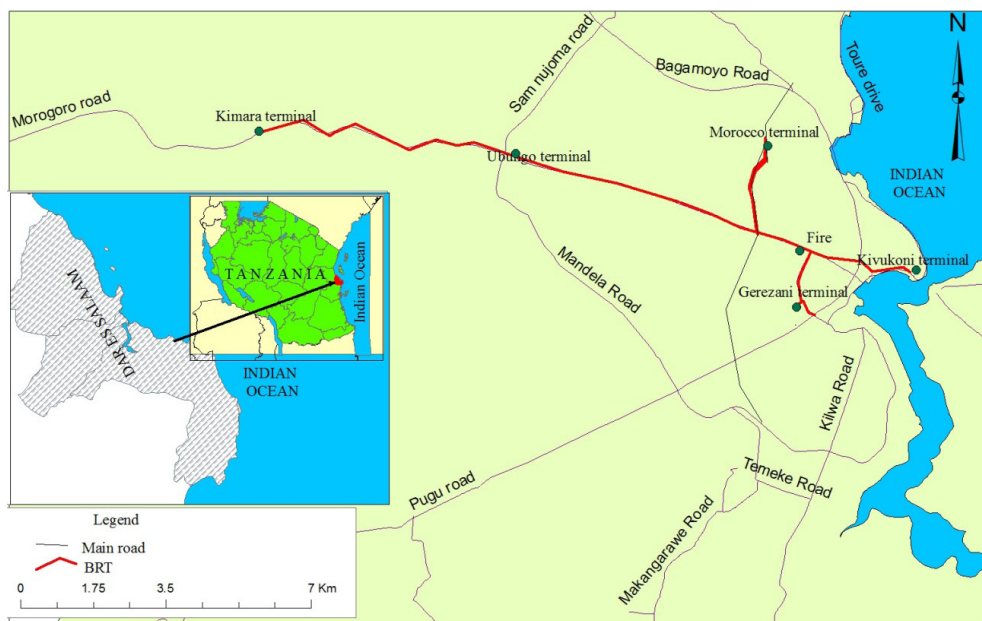 N
Sam nujoma road
Bagamoyo Road
Toure drive
Morogoro road
Kimara terminal
Morocco terminal
Ubungo terminal
INDIAN
OCEAN
Fire
Kivukoni terminal
Mandela Road
Gerezani terminal
TANZANIA
Indian Ocean
DAR ES SALAAM
INDIAN
OCEAN
Kilwa Road
Temeke Road
Pugu road
Makangarawe Road
Legend
Main road
BRT
0 1.75 3.5 7 Km